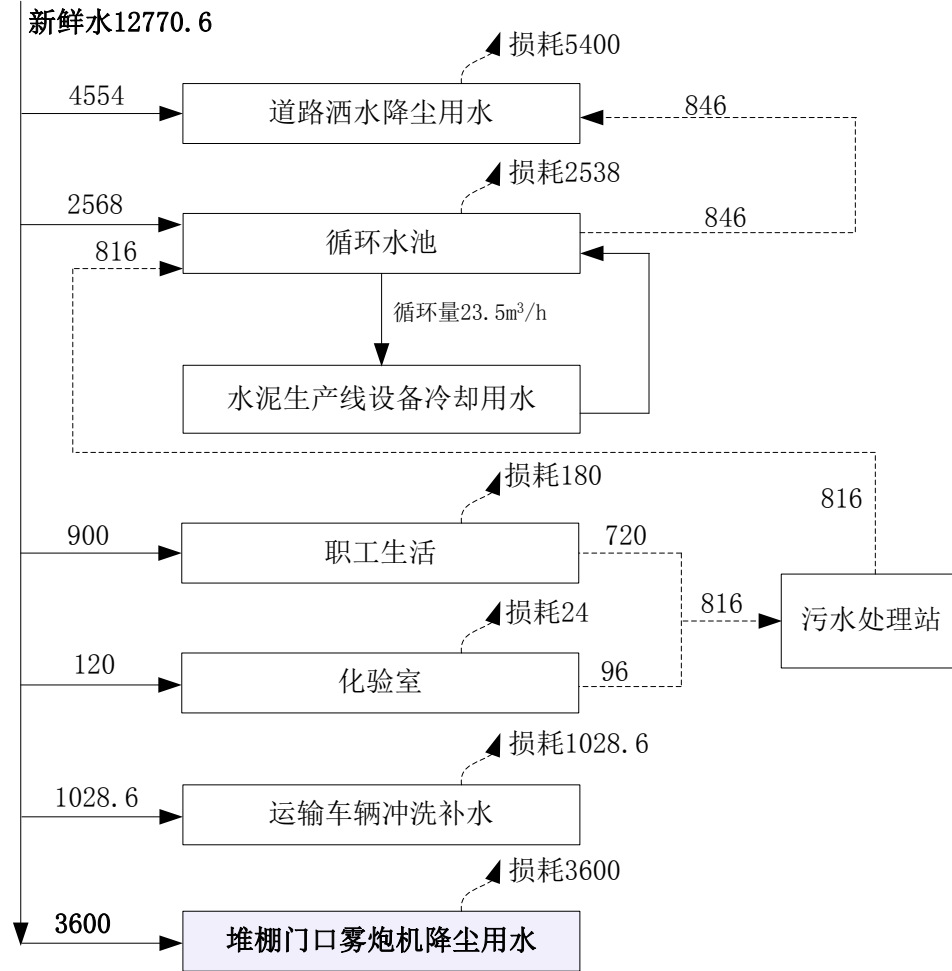 新鲜水12770.6
损耗5400
4554
道路洒水降尘用水
846
损耗2538
2568
846
循环水池
816
循环量23.5m³/h
水泥生产线设备冷却用水
损耗180
816
900
职工生活
720
816
污水处理站
损耗24
120
化验室
96
损耗1028.6
1028.6
运输车辆冲洗补水
损耗3600
3600
堆棚门口雾炮机降尘用水